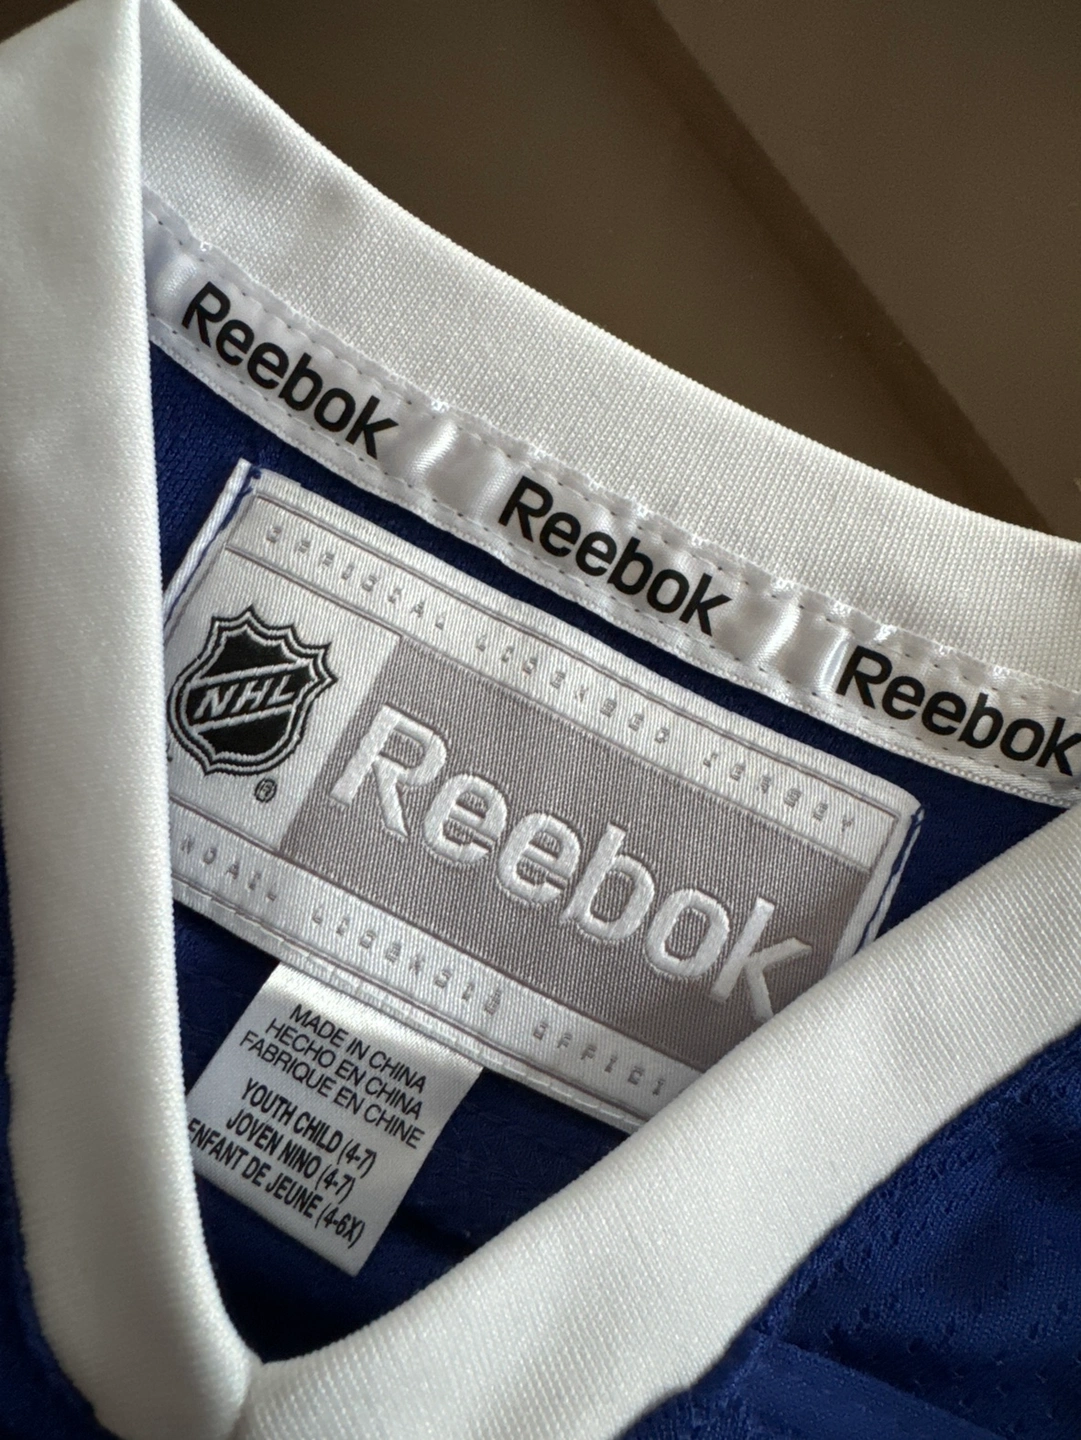 Reebok Reebok Reebok
OFFICIAL LICENSED JERSEY
NHL
®
Reebok
MADE IN CHINA
HECHO EN CHINA
FABRIQUE EN CHINE
YOUTH CHILD (4-7)
JOVEN NINO (4-7)
ENFANT DE JEUNE (4-6X)